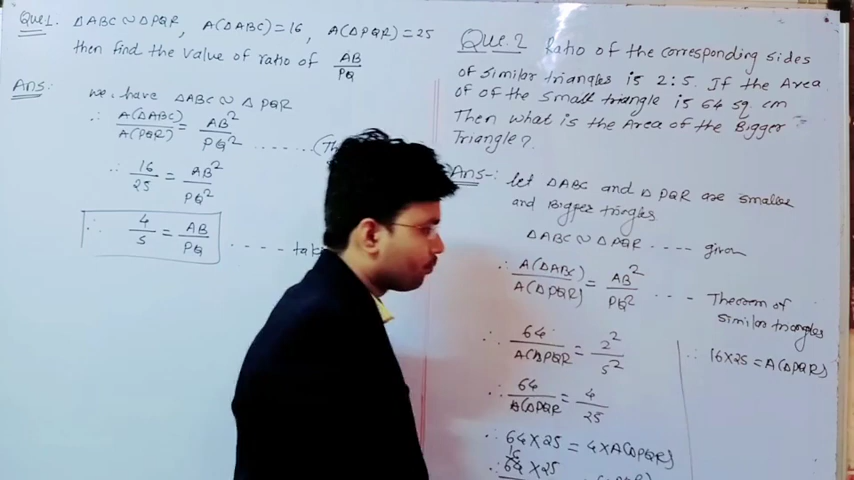 Que 1. △ABC ~ △PQR, A(△ABC) = 16, A(△PQR) = 25
then find the value of ratio of AB/PQ
Ans:
we have △ABC ~ △PQR
∴ A(△ABC)/A(PQR) = AB²/PQ² ......
∴ 16/25 = AB²/PQ²
∴ 4/5 = AB/PQ ....
Que. 2 Ratio of the corresponding sides
of similar triangles is 2:5. If the Area
of of the small triangle is 64 sq. cm
Then what is the Area of the Bigger
Triangle?
Ans-: let △ABC and △PQR are smaller
and Bigger triangles
△ABC ~ △PQR .... given
∴ A(△ABC)/A(△PQR) = AB²/PQ² ... Theorem of
similar triangles
∴ 64/A(△PQR = 2²/5²
∴ 64/A(△PQR = 4/25
∴ 64×25 = 4×A(△PQR)
16
∴ 64×25
∴ 16×25 = A(△PQR)